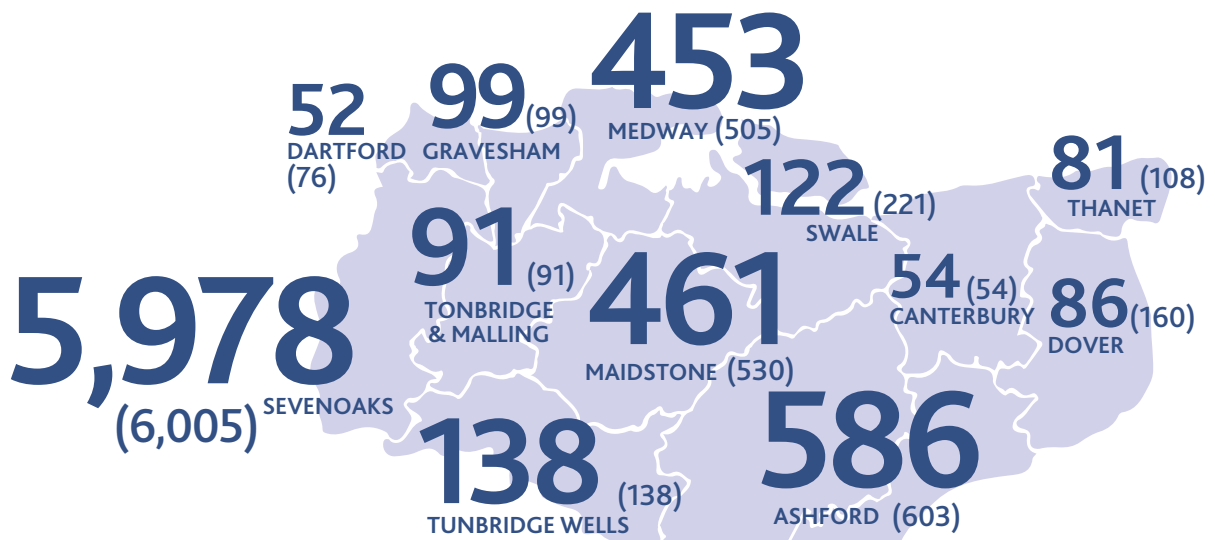 453
MEDWAY (505)
52
DARTFORD
(76)
99 (99)
GRAVESHAM
81 (108)
THANET
122 (221)
SWALE
91 (91)
TONBRIDGE
& MALLING
461
MAIDSTONE (530)
54 (54)
CANTERBURY
86 (160)
DOVER
5,978
(6,005) SEVENOAKS
138 (138)
TUNBRIDGE WELLS
586
ASHFORD (603)